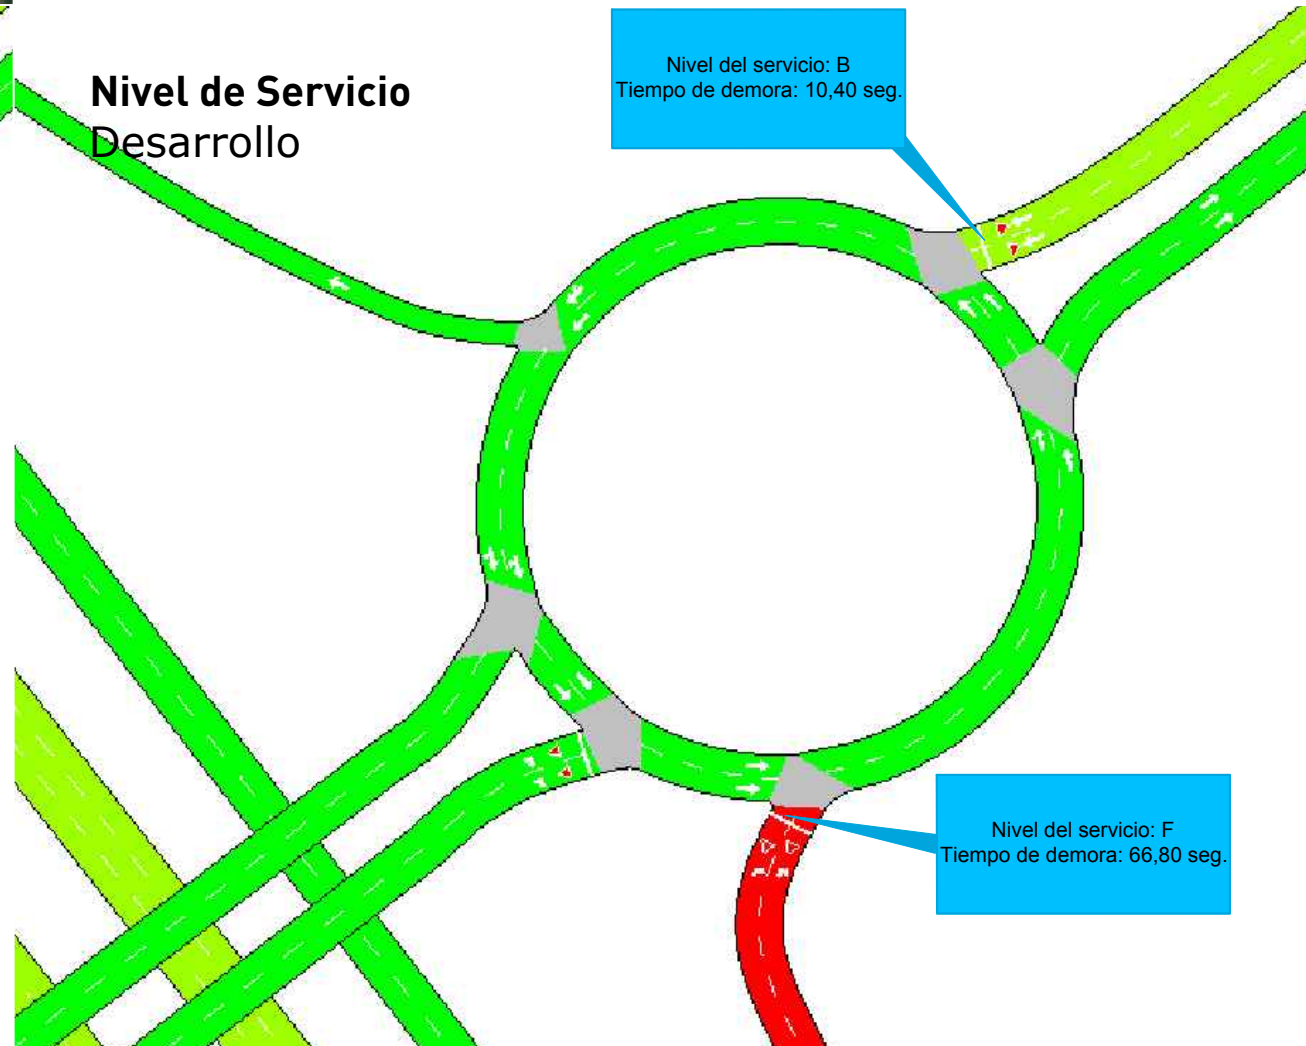 Nivel de Servicio
Desarrollo
Nivel del servicio: B
Tiempo de demora: 10,40 seg.
Nivel del servicio: F
Tiempo de demora: 66,80 seg.